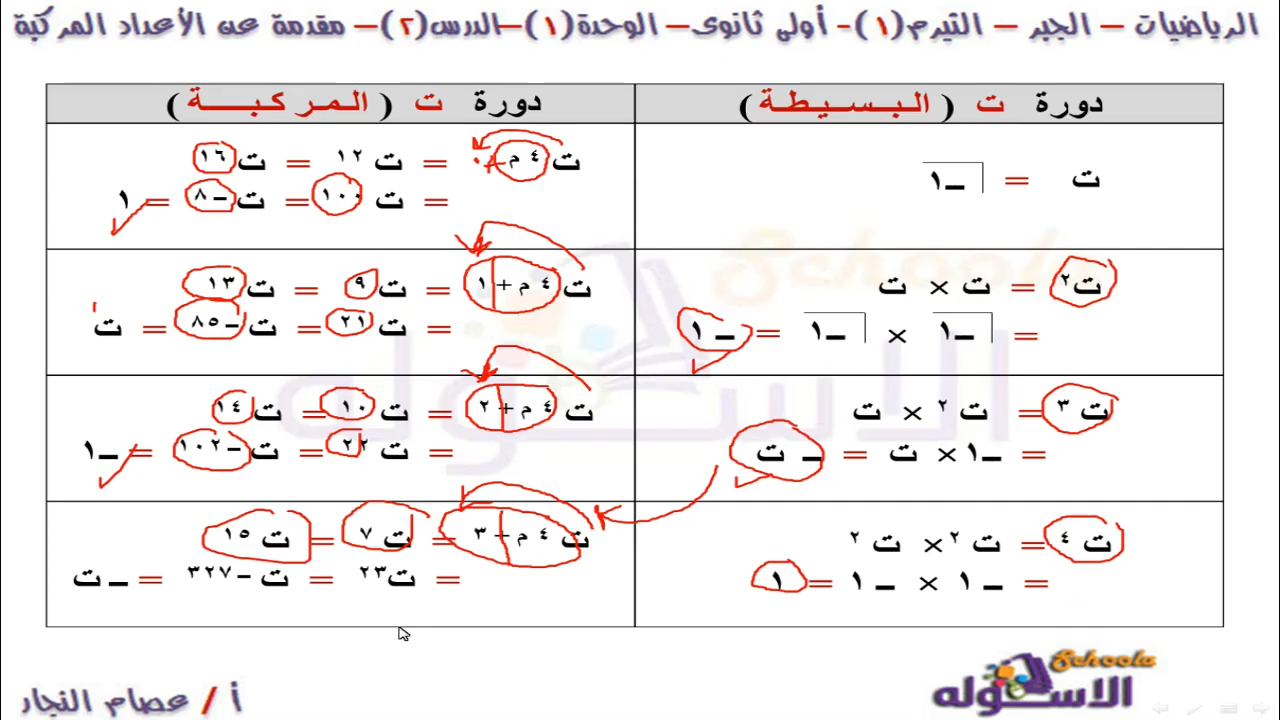 الرياضيات – الجبر – التيرم(١)- أولى ثانوى– الوحدة(١)–الدرس(٢)– مقدمة عن الأعداد المركبة
دورة ت ( البسيطة )
ت = √–١
ت٢ = ت × ت
= √–١ × √–١ = – ١
ت٣ = ت٢ × ت
= –١ × ت = – ت
ت٤ = ت٢ × ت٢
= – ١ × – ١ = ١
دورة ت ( المركبة )
ت٤م+٠ = ت١٢ = ت١٦
= ت١٠٠ = ت–٨ = ١
ت٤م+١ = ت٩ = ت١٣
= ت٢١ = ت–٨٥ = ت
ت٤م+٢ = ت١٠ = ت١٤
= ت٢٢ = ت–١٠٢ = –١
ت٤م+٣ = ت٧ = ت١٥
= ت٢٣ = ت–٣٢٧ = – ت
Schoola
الاسكوله
أ / عصام النجار